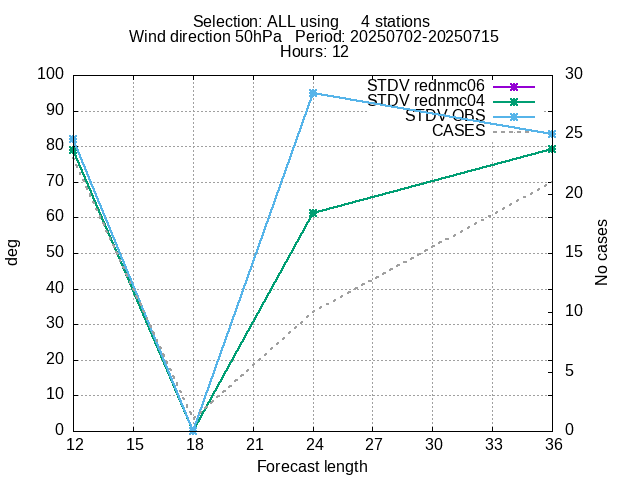 Selection: ALL using     4 stations
Wind direction 50hPa   Period: 20250702-20250715
Hours: 12
100 30
STDV rednmc06
90
STDV rednmc04
STDV OBS
CASES
25
80
70
20
60
50 15
40
10
30
20
5
10
0 0
12 15 18 21 24 27 30 33 36
deg
No cases
Forecast length